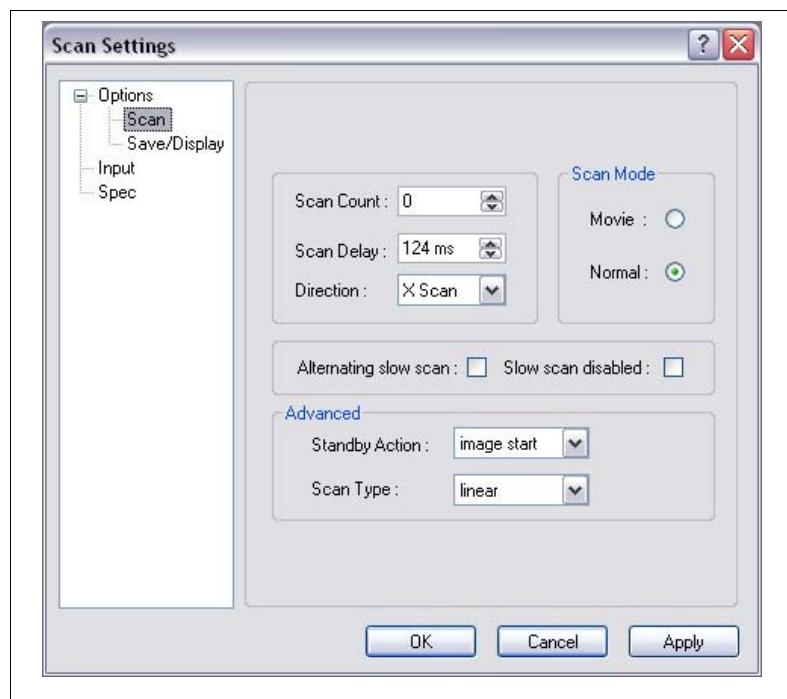 Scan Settings
Options
Scan
Save/Display
Input
Spec
Scan Count : 0
Scan Delay : 124 ms
Direction : X Scan
Scan Mode
Movie :
Normal :
Alternating slow scan : Slow scan disabled :
Advanced
Standby Action : image start
Scan Type : linear
OK Cancel Apply